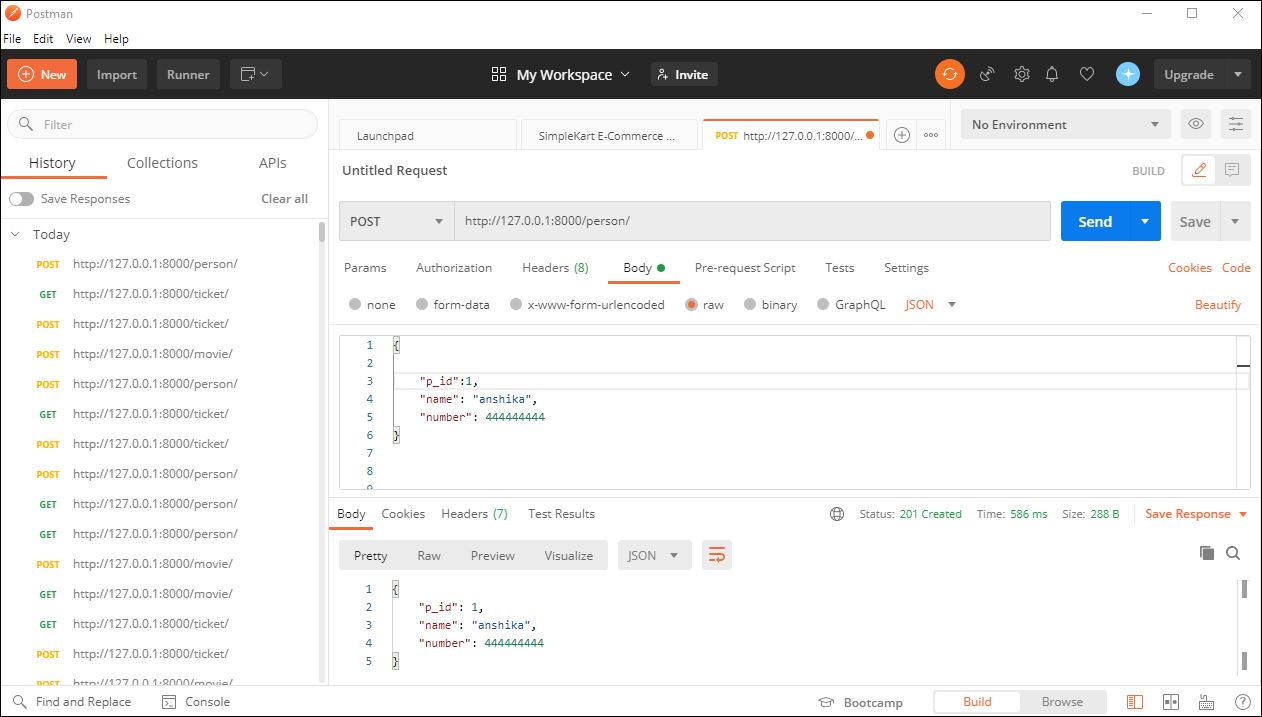 Postman
File Edit View Help
New Import Runner My Workspace Invite Upgrade
Filter
History Collections APIs
Save Responses Clear all
Today
POST http://127.0.0.1:8000/person/
GET http://127.0.0.1:8000/ticket/
POST http://127.0.0.1:8000/ticket/
POST http://127.0.0.1:8000/movie/
POST http://127.0.0.1:8000/person/
GET http://127.0.0.1:8000/ticket/
POST http://127.0.0.1:8000/ticket/
POST http://127.0.0.1:8000/person/
GET http://127.0.0.1:8000/person/
GET http://127.0.0.1:8000/person/
POST http://127.0.0.1:8000/movie/
GET http://127.0.0.1:8000/movie/
GET http://127.0.0.1:8000/ticket/
POST http://127.0.0.1:8000/ticket/
POST http://127.0.0.1:8000/movie/
Launchpad SimpleKart E-Commerce ... POST http://127.0.0.1:8000/... No Environment
Untitled Request BUILD
POST http://127.0.0.1:8000/person/ Send Save
Params Authorization Headers (8) Body Pre-request Script Tests Settings Cookies Code
none form-data x-www-form-urlencoded raw binary GraphQL JSON Beautify
1 {
2
3 "p_id":1,
4 "name": "anshika",
5 "number": 444444444
6 }
7
8
9
Body Cookies Headers (7) Test Results Status: 201 Created Time: 586 ms Size: 288 B Save Response
Pretty Raw Preview Visualize JSON
1 {
2 "p_id": 1,
3 "name": "anshika",
4 "number": 444444444
5 }
Find and Replace Console Bootcamp Build Browse